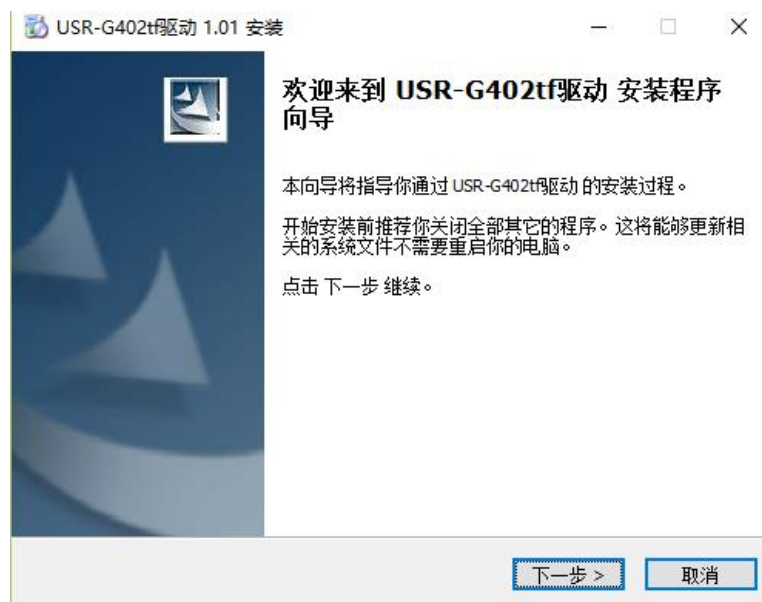 USR-G402tf驱动 1.01 安装
欢迎来到 USR-G402tf驱动 安装程序
向导
本向导将指导你通过 USR-G402tf驱动 的安装过程。
开始安装前推荐你关闭全部其它的程序。这将能够更新相
关的系统文件不需要重启你的电脑。
点击 下一步 继续。
下一步 >
取消